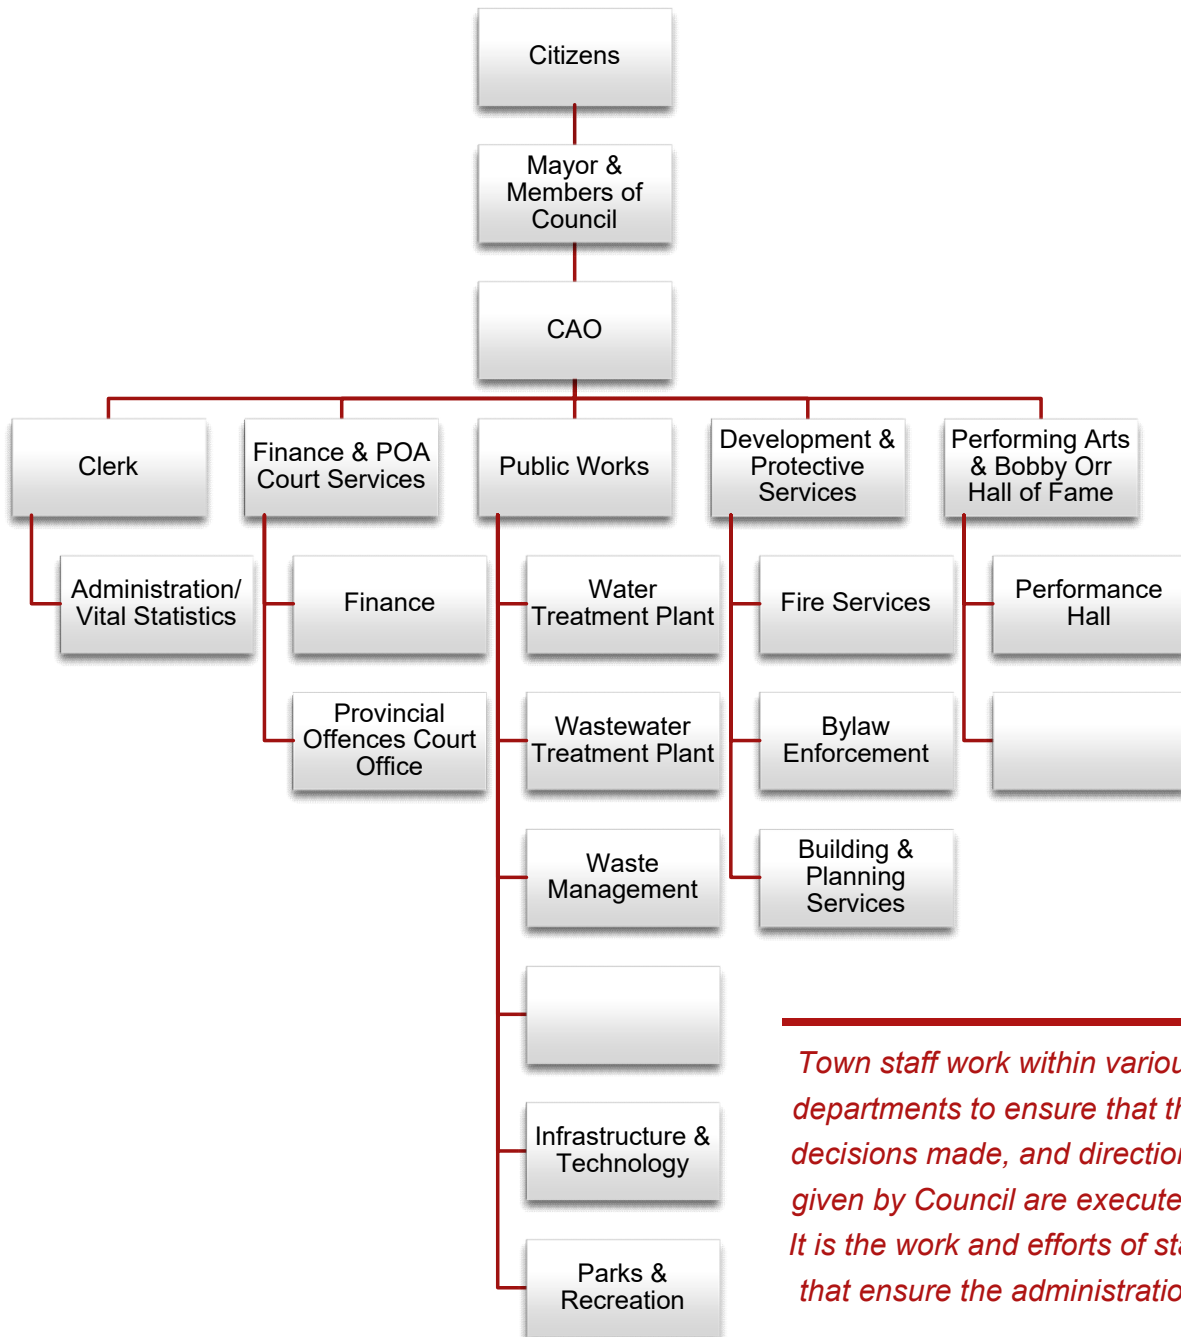 Citizens
Mayor &
Members of
Council
CAO
Clerk
Finance & POA
Court Services
Public Works
Development &
Protective
Services
Performing Arts
& Bobby Orr
Hall of Fame
Administration/
Vital Statistics
Finance
Provincial
Offences Court
Office
Water
Treatment Plant
Wastewater
Treatment Plant
Waste
Management
Infrastructure &
Technology
Parks &
Recreation
Fire Services
Bylaw
Enforcement
Building &
Planning
Services
Performance
Hall
Town staff work within
departments to ensure that
decisions made, and
given by Council are
It is the work and efforts of
that ensure the